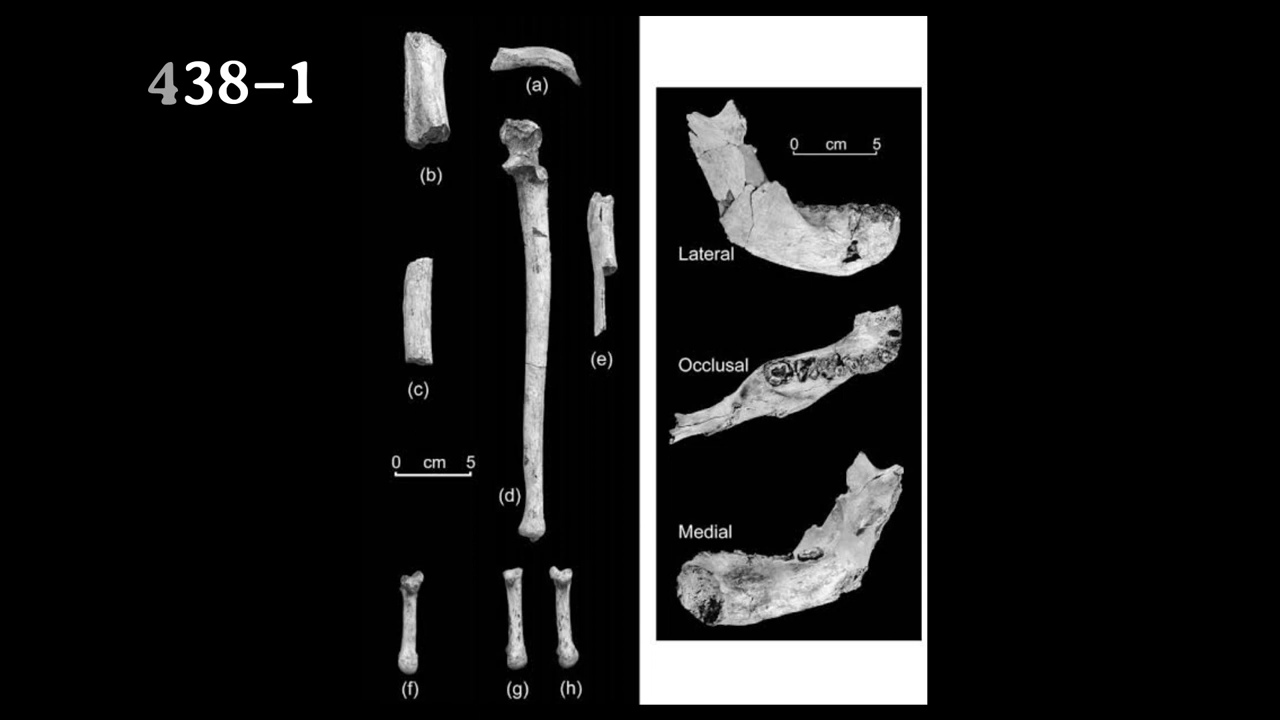 438-1
(a)
(b)
(c)
0 cm 5
(d)
(e)
(f)
(g)
(h)
0 cm 5
Lateral
Occlusal
Medial